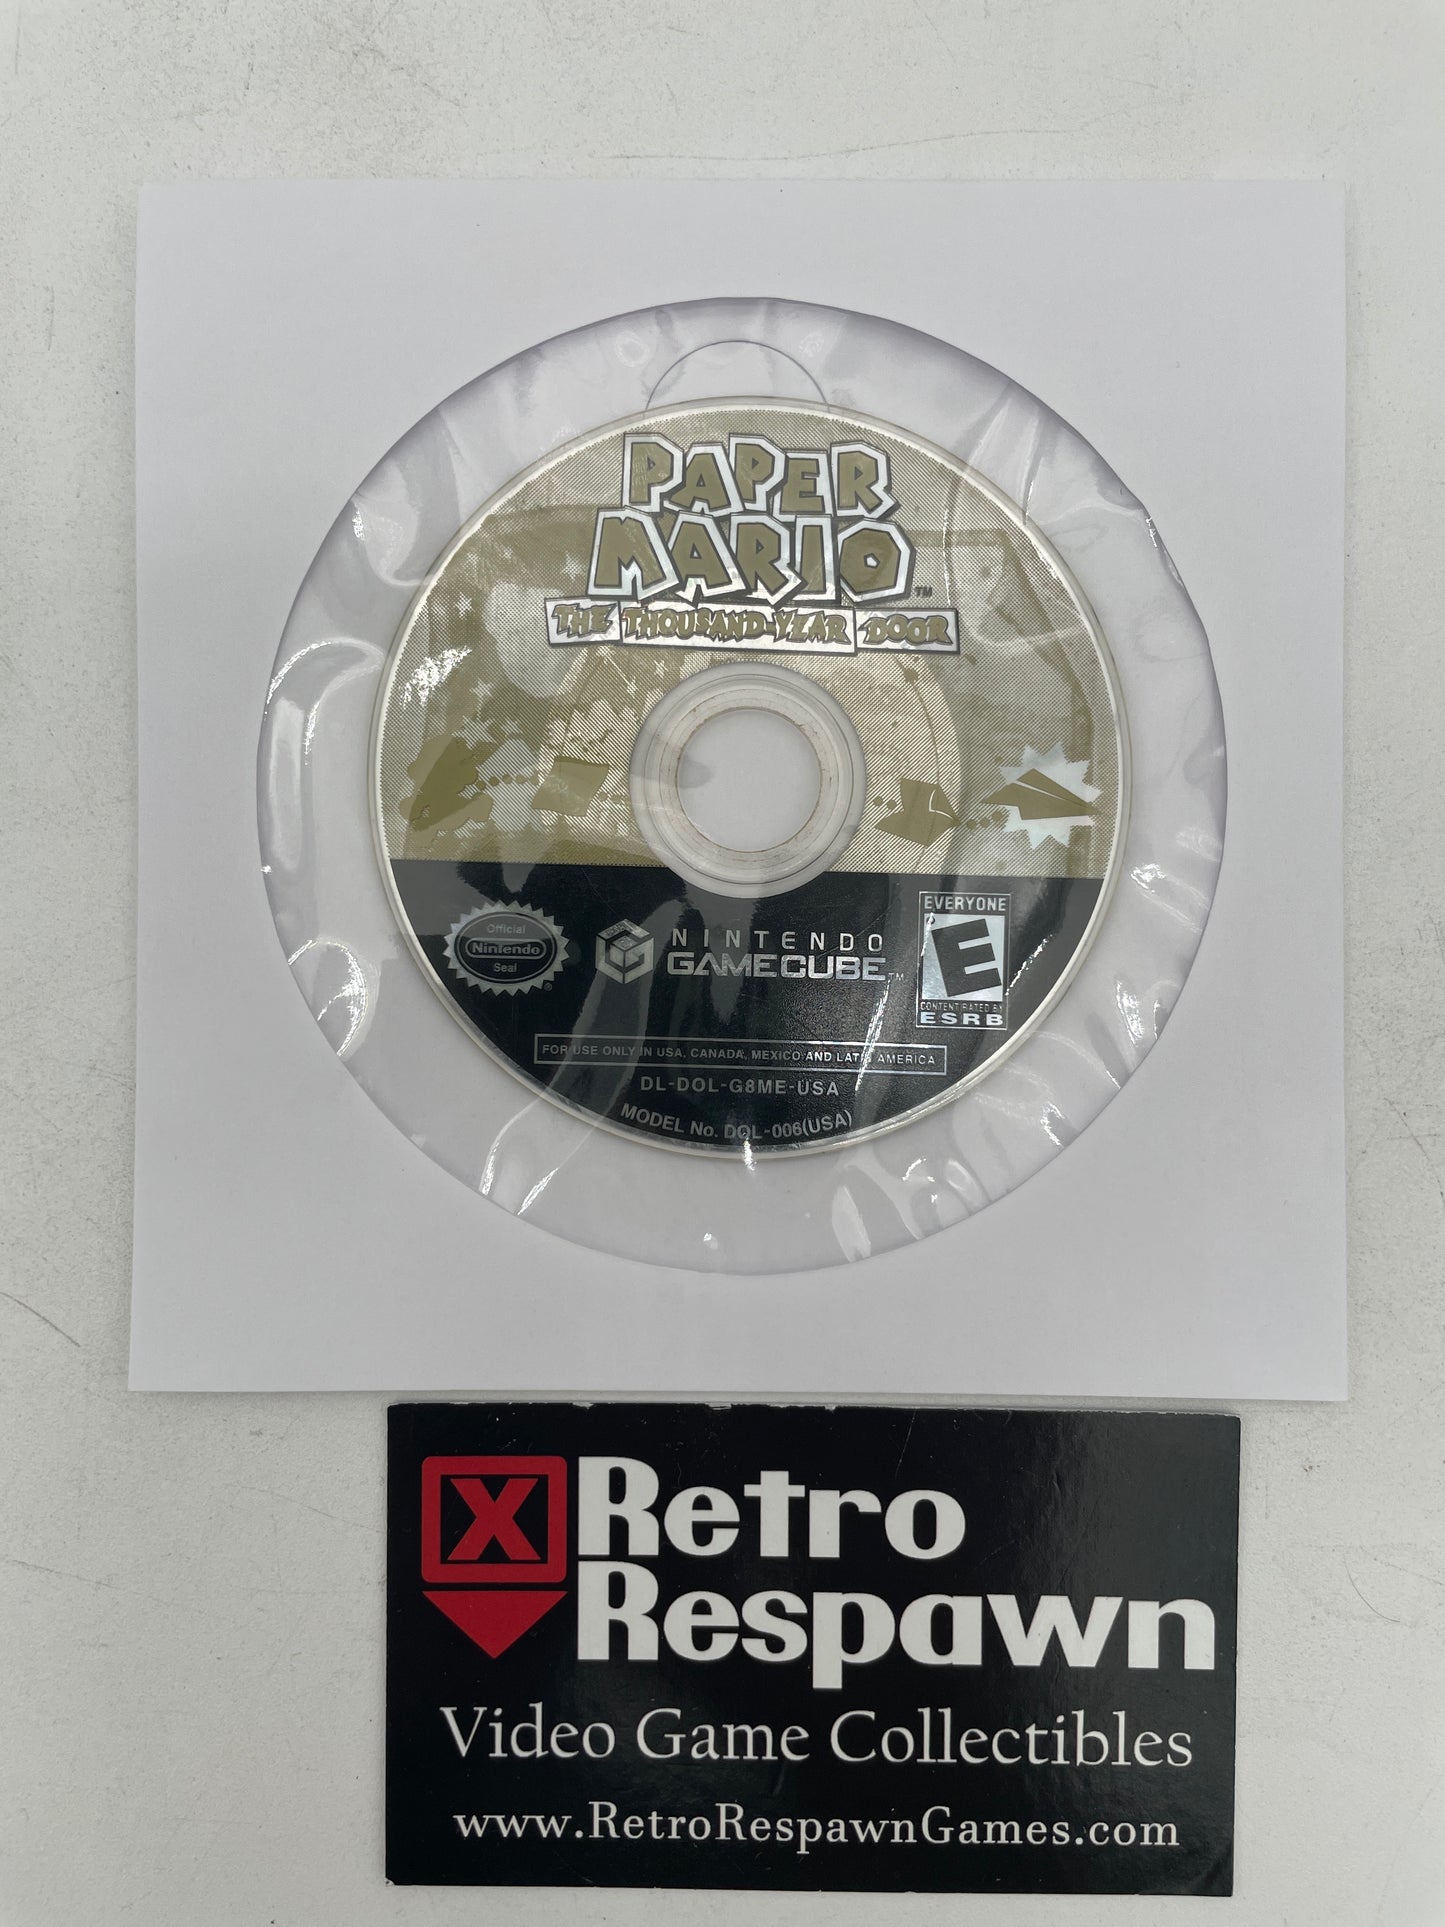 PAPER
MARIO™
THE THOUSAND-YEAR DOOR
Official
Nintendo
Seal
®
NINTENDO
GAMECUBE™
EVERYONE
E
CONTENT RATED BY
ESRB
FOR USE ONLY IN USA, CANADA, MEXICO AND LATIN AMERICA
DL-DOL-G8ME-USA
MODEL No. DOL-006(USA)
X Retro
Respawn
Video Game Collectibles
www.RetroRespawnGames.com